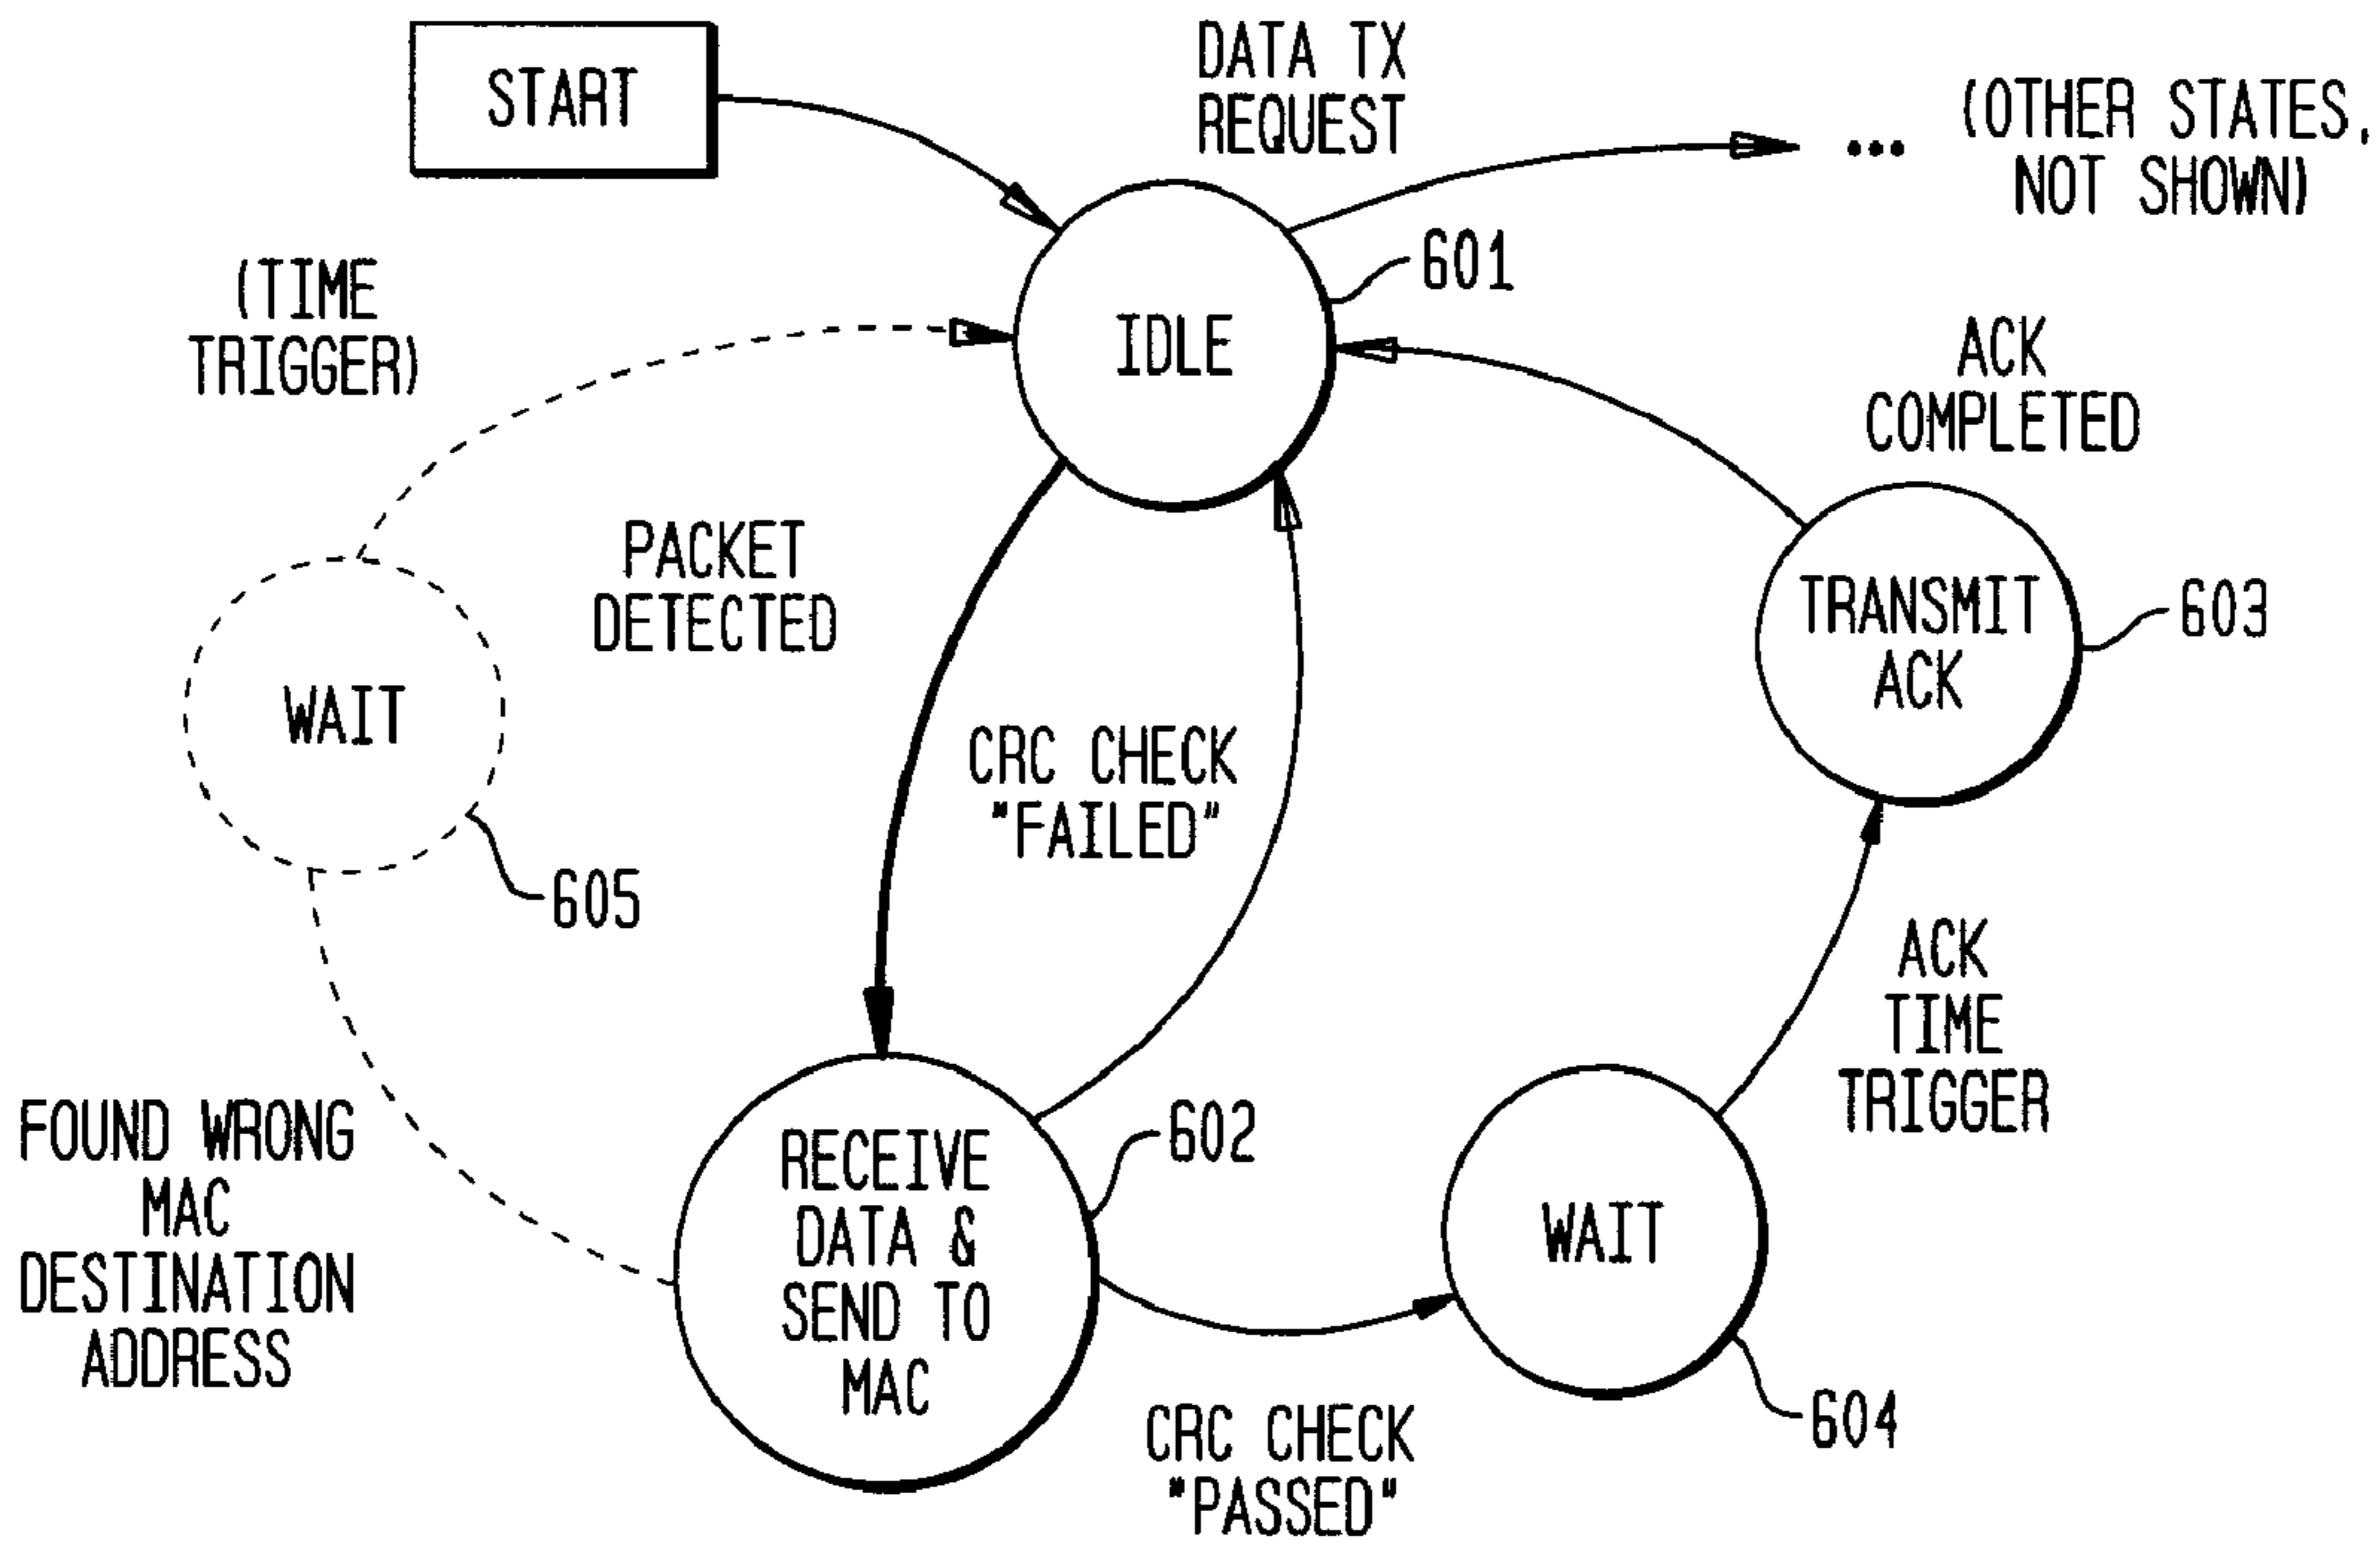 START
DATA TX
REQUEST
(OTHER STATES,
NOT SHOWN)
601
IDLE
(TIME
TRIGGER)
ACK
COMPLETED
PACKET
DETECTED
TRANSMIT
ACK
603
WAIT
605
CRC CHECK
"FAILED"
ACK
TIME
TRIGGER
FOUND WRONG
MAC
DESTINATION
ADDRESS
RECEIVE
DATA &
SEND TO
MAC
602
WAIT
604
CRC CHECK
"PASSED"